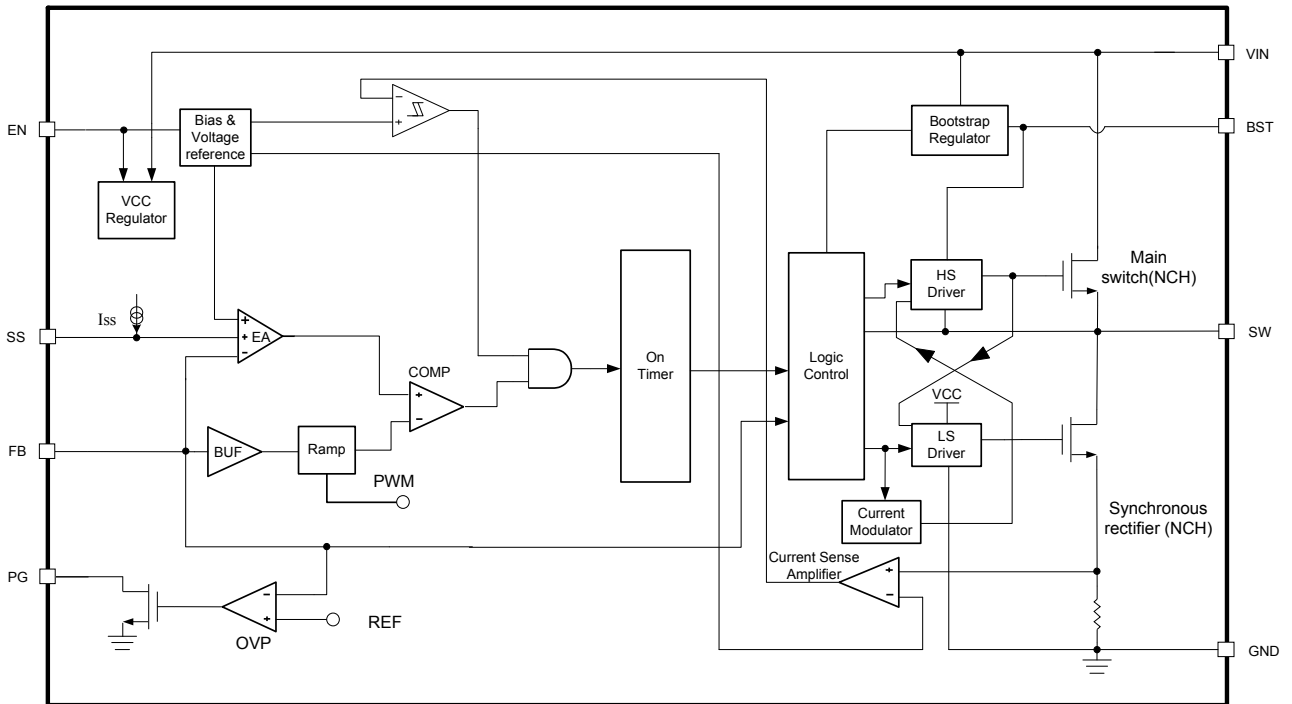 VIN
EN
Bias &
Voltage
reference
Bootstrap
Regulator
BST
VCC
Regulator
HS
Driver
Main
switch(NCH)
Iss
SS
EA
On
Timer
Logic
Control
SW
COMP
VCC
LS
Driver
FB
BUF
Ramp
PWM
Current
Modulator
Synchronous
rectifier (NCH)
Current Sense
Amplifier
PG
REF
OVP
GND